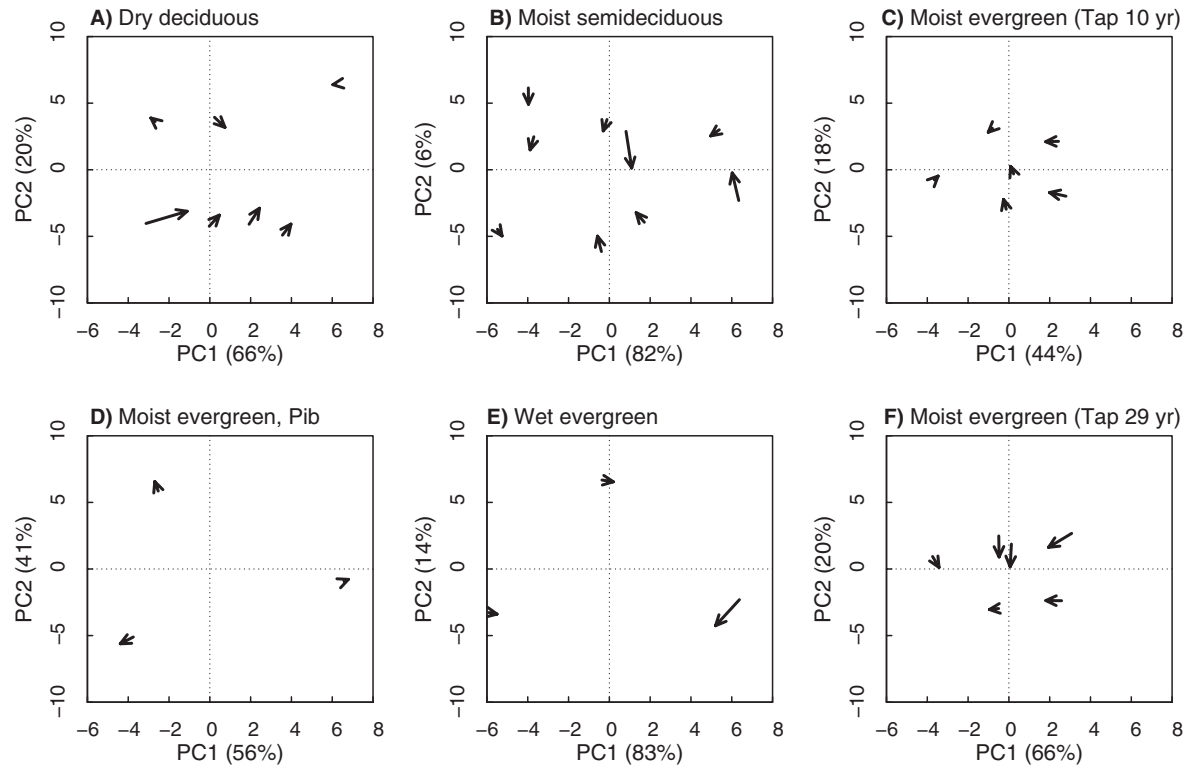 A) Dry deciduous
B) Moist semideciduous
C) Moist evergreen (Tap 10 yr)
PC2 (20%)
10
5
0
−5
−10
−6 −4 −2 0 2 4 6 8
PC1 (66%)
PC2 (6%)
10
5
0
−5
−10
−6 −4 −2 0 2 4 6 8
PC1 (82%)
PC2 (18%)
10
5
0
−5
−10
−6 −4 −2 0 2 4 6 8
PC1 (44%)
D) Moist evergreen, Pib
E) Wet evergreen
F) Moist evergreen (Tap 29 yr)
PC2 (41%)
10
5
0
−5
−10
−6 −4 −2 0 2 4 6 8
PC1 (56%)
PC2 (14%)
10
5
0
−5
−10
−6 −4 −2 0 2 4 6 8
PC1 (83%)
PC2 (20%)
10
5
0
−5
−10
−6 −4 −2 0 2 4 6 8
PC1 (66%)